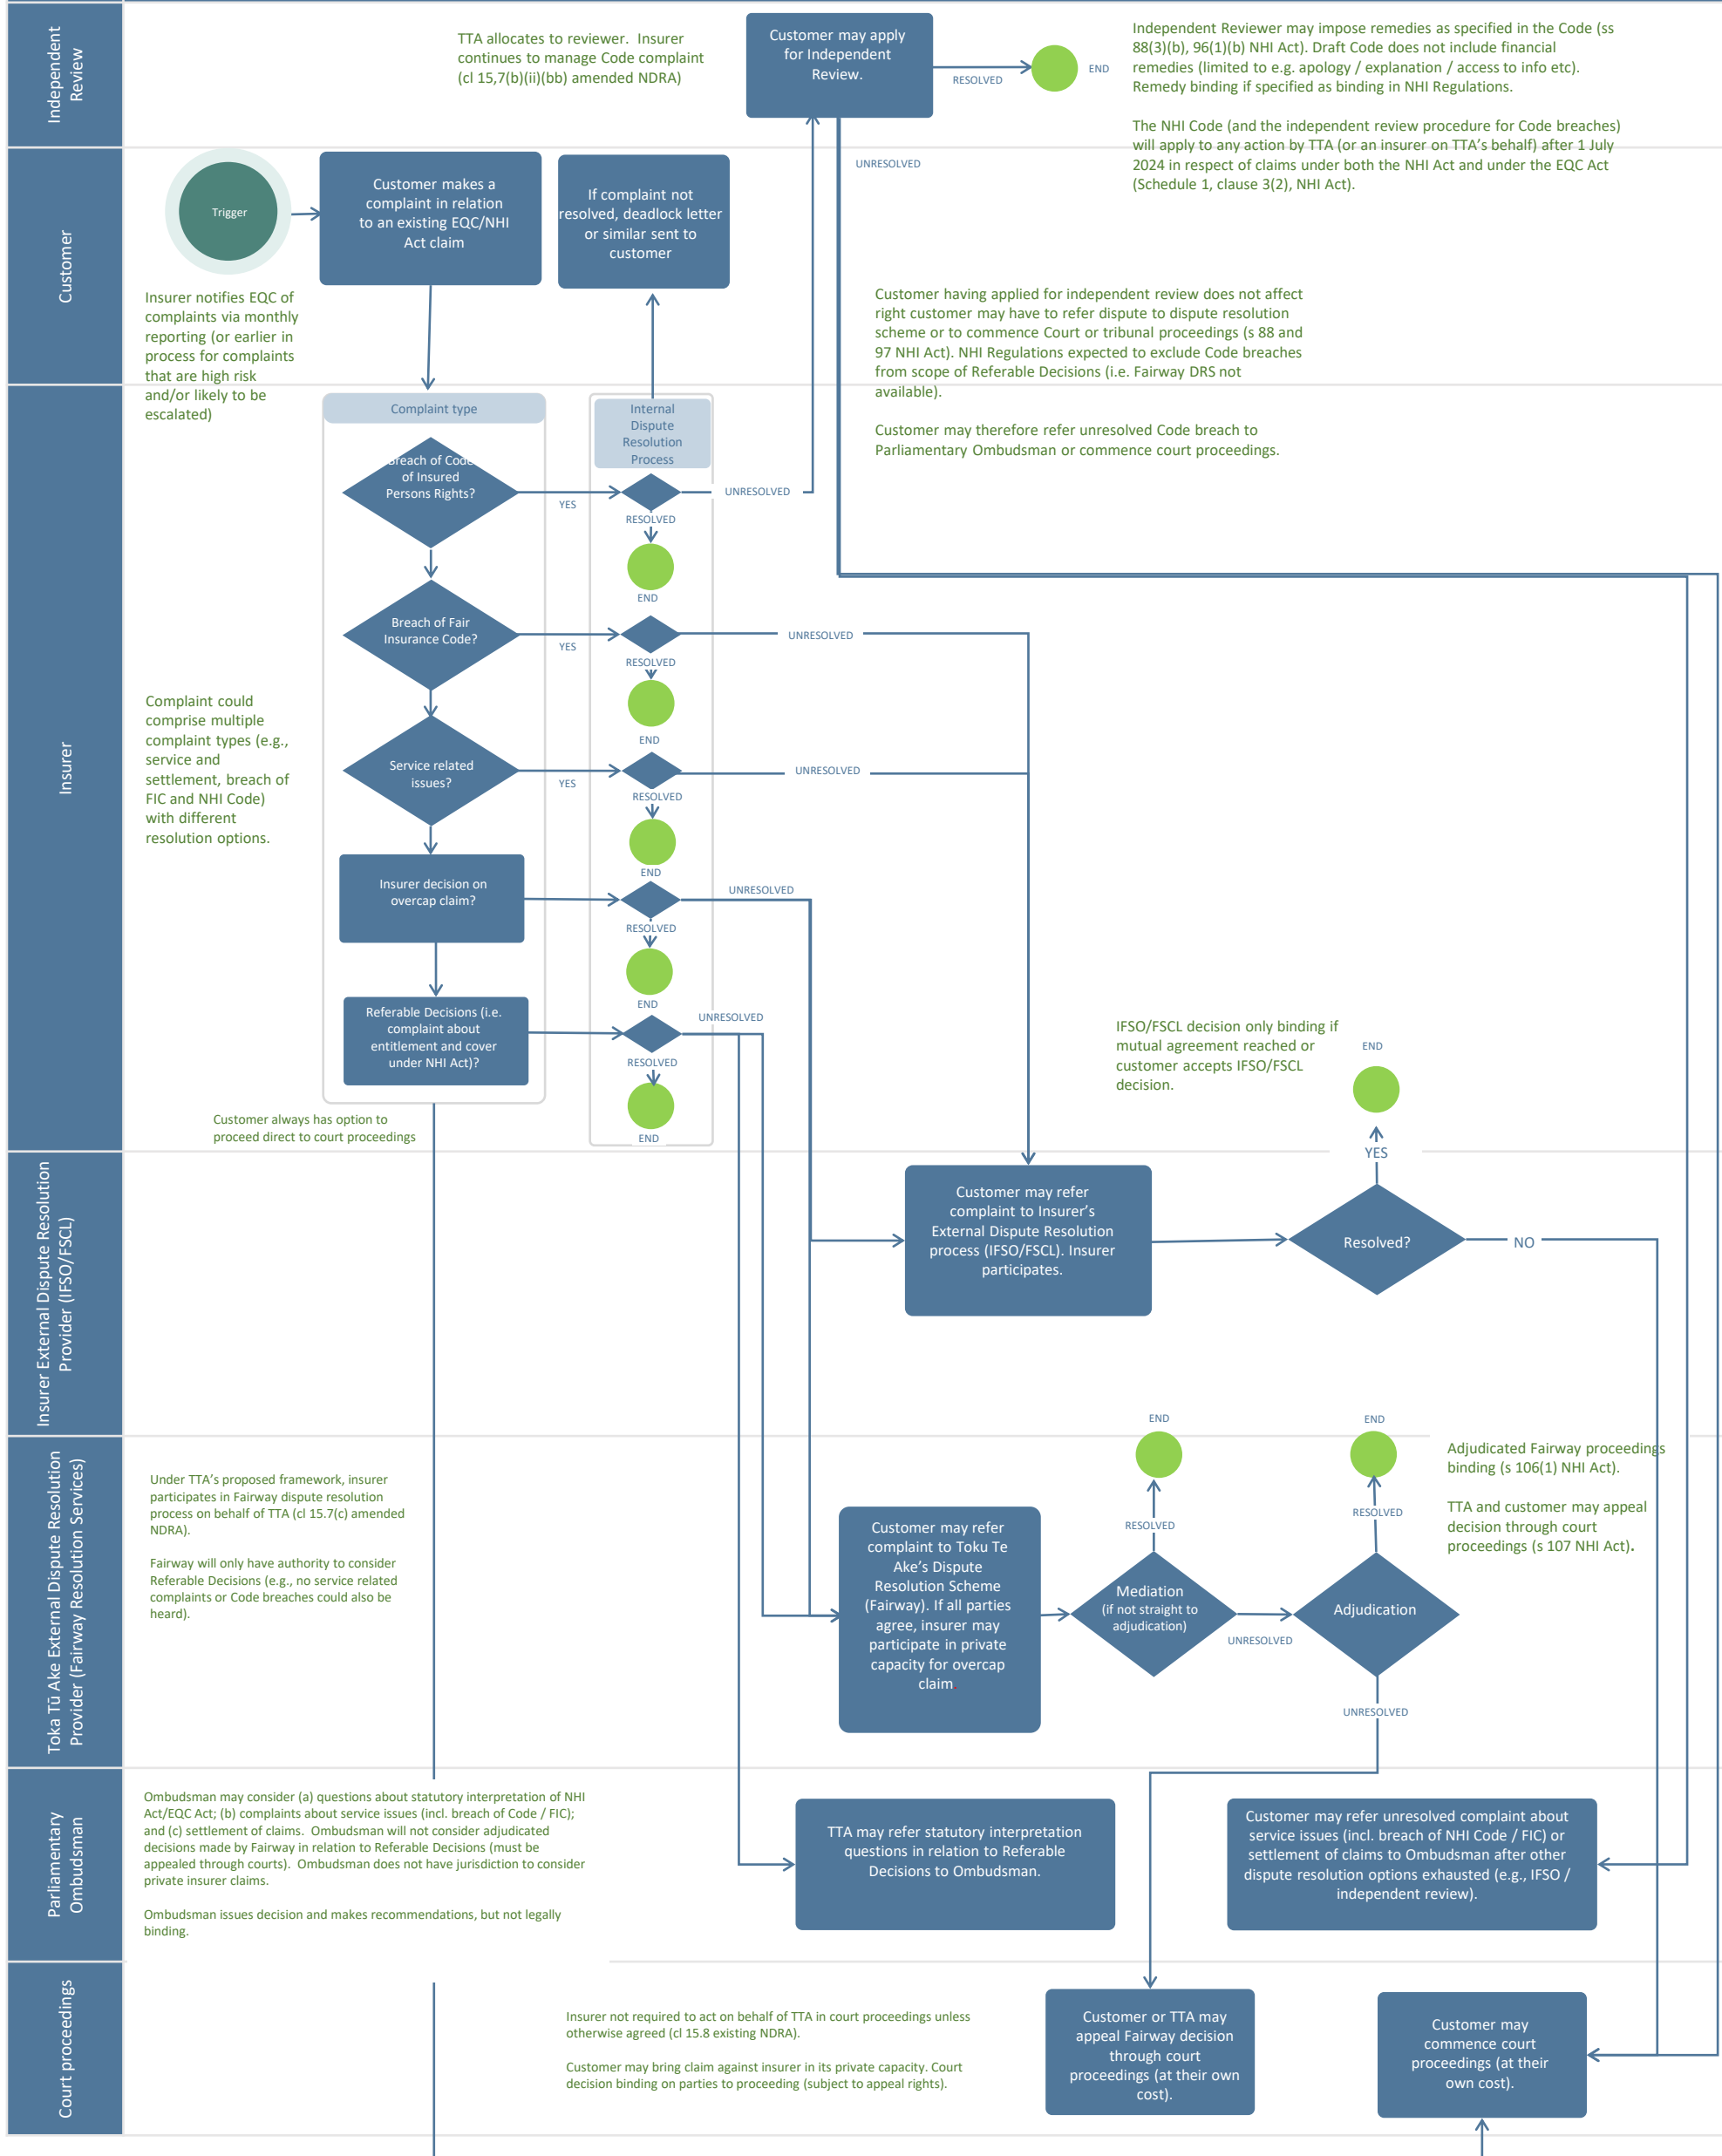 Independent
Review
TTA allocates to reviewer. Insurer
continues to manage Code complaint
(cl 15,7(b)(ii)(bb) amended NDRA)
Customer may apply
for Independent
Review.
RESOLVED
END
Independent Reviewer may impose remedies as specified in the Code (ss
88(3)(b), 96(1)(b) NHI Act). Draft Code does not include financial
remedies (limited to e.g. apology / explanation / access to info etc).
Remedy binding if specified as binding in NHI Regulations.
The NHI Code (and the independent review procedure for Code breaches)
will apply to any action by TTA (or an insurer on TTA's behalf) after 1 July
2024 in respect of claims under both the NHI Act and under the EQC Act
(Schedule 1, clause 3(2), NHI Act).
UNRESOLVED
Customer
Trigger
Customer makes a
complaint in relation
to an existing EQC/NHI
Act claim
If complaint not
resolved, deadlock letter
or similar sent to
customer
Insurer notifies EQC of
complaints via monthly
reporting (or earlier in
process for complaints
that are high risk
and/or likely to be
escalated)
Customer having applied for independent review does not affect
right customer may have to refer dispute to dispute resolution
scheme or to commence Court or tribunal proceedings (s 88 and
97 NHI Act). NHI Regulations expected to exclude Code breaches
from scope of Referable Decisions (i.e. Fairway DRS not
available).
Customer may therefore refer unresolved Code breach to
Parliamentary Ombudsman or commence court proceedings.
Insurer
Complaint type
Internal
Dispute
Resolution
Process
Breach of Code
of Insured
Persons Rights?
YES
UNRESOLVED
RESOLVED
END
Breach of Fair
Insurance Code?
YES
UNRESOLVED
RESOLVED
END
Complaint could
comprise multiple
complaint types (e.g.,
service and
settlement, breach of
FIC and NHI Code)
with different
resolution options.
Service related
issues?
YES
UNRESOLVED
RESOLVED
END
Insurer decision on
overcap claim?
UNRESOLVED
RESOLVED
END
Referable Decisions (i.e.
complaint about
entitlement and cover
under NHI Act)?
UNRESOLVED
RESOLVED
END
Customer always has option to
proceed direct to court proceedings
IFSO/FSCL decision only binding if
mutual agreement reached or
customer accepts IFSO/FSCL
decision.
END
YES
Insurer External Dispute Resolution
Provider (IFSO/FSCL)
Customer may refer
complaint to Insurer's
External Dispute Resolution
process (IFSO/FSCL). Insurer
participates.
Resolved?
NO
Toka Tū Ake External Dispute Resolution
Provider (Fairway Resolution Services)
Under TTA's proposed framework, insurer
participates in Fairway dispute resolution
process on behalf of TTA (cl 15.7(c) amended
NDRA).
Fairway will only have authority to consider
Referable Decisions (e.g., no service related
complaints or Code breaches could also be
heard).
Customer may refer
complaint to Toku Te
Ake's Dispute
Resolution Scheme
(Fairway). If all parties
agree, insurer may
participate in private
capacity for overcap
claim.
END
RESOLVED
Mediation
(if not straight to
adjudication)
UNRESOLVED
END
RESOLVED
Adjudication
UNRESOLVED
Adjudicated Fairway proceedings
binding (s 106(1) NHI Act).
TTA and customer may appeal
decision through court
proceedings (s 107 NHI Act).
Parliamentary
Ombudsman
Ombudsman may consider (a) questions about statutory interpretation of NHI
Act/EQC Act; (b) complaints about service issues (incl. breach of Code / FIC);
and (c) settlement of claims. Ombudsman will not consider adjudicated
decisions made by Fairway in relation to Referable Decisions (must be
appealed through courts). Ombudsman does not have jurisdiction to consider
private insurer claims.
Ombudsman issues decision and makes recommendations, but not legally
binding.
TTA may refer statutory interpretation
questions in relation to Referable
Decisions to Ombudsman.
Customer may refer unresolved complaint about
service issues (incl. breach of NHI Code / FIC) or
settlement of claims to Ombudsman after other
dispute resolution options exhausted (e.g., IFSO /
independent review).
Court proceedings
Insurer not required to act on behalf of TTA in court proceedings unless
otherwise agreed (cl 15.8 existing NDRA).
Customer may bring claim against insurer in its private capacity. Court
decision binding on parties to proceeding (subject to appeal rights).
Customer or TTA may
appeal Fairway decision
through court
proceedings (at their own
cost).
Customer may
commence court
proceedings (at their
own cost).